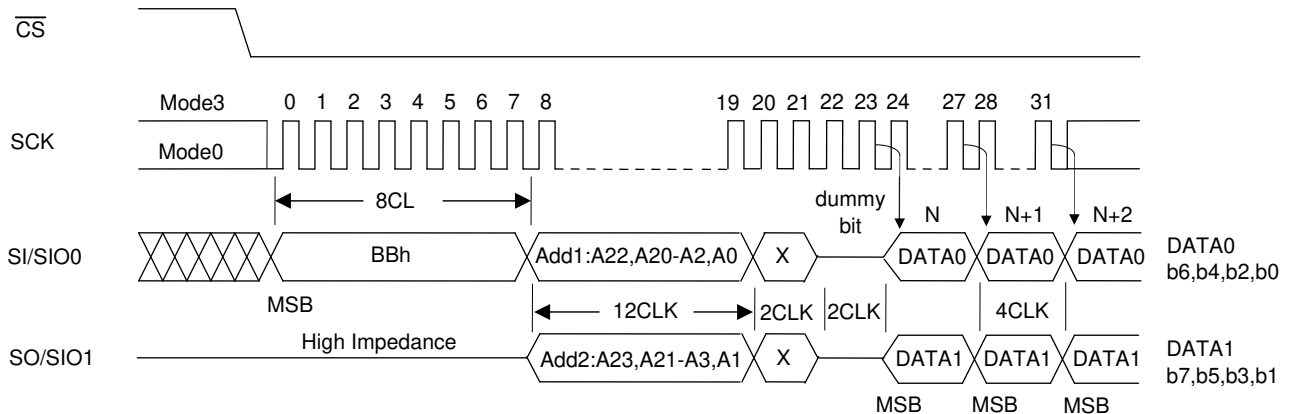 CS
Mode3 0 1 2 3 4 5 6 7 8 19 20 21 22 23 24 27 28 31
SCK
Mode0
8CL
dummy bit
N N+1 N+2
SI/SIO0 BBh Add1:A22,A20-A2,A0 X DATA0 DATA0 DATA0
DATA0
b6,b4,b2,b0
MSB
12CLK 2CLK 2CLK 4CLK
High Impedance
SO/SIO1 Add2:A23,A21-A3,A1 X DATA1 DATA1 DATA1
DATA1
b7,b5,b3,b1
MSB MSB MSB